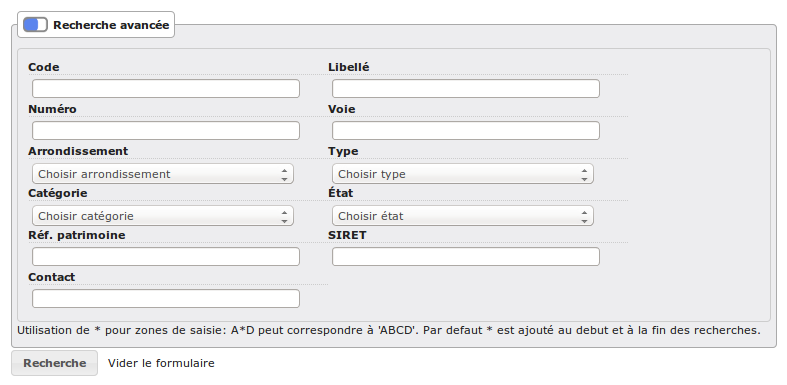 Recherche avancée
Code Libellé
Numéro Voie
Arrondissement Type
Choisir arrondissement Choisir type
Catégorie État
Choisir catégorie Choisir état
Réf. patrimoine SIRET
Contact
Utilisation de * pour zones de saisie: A*D peut correspondre à 'ABCD'. Par defaut * est ajouté au debut et à la fin des recherches.
Recherche Vider le formulaire